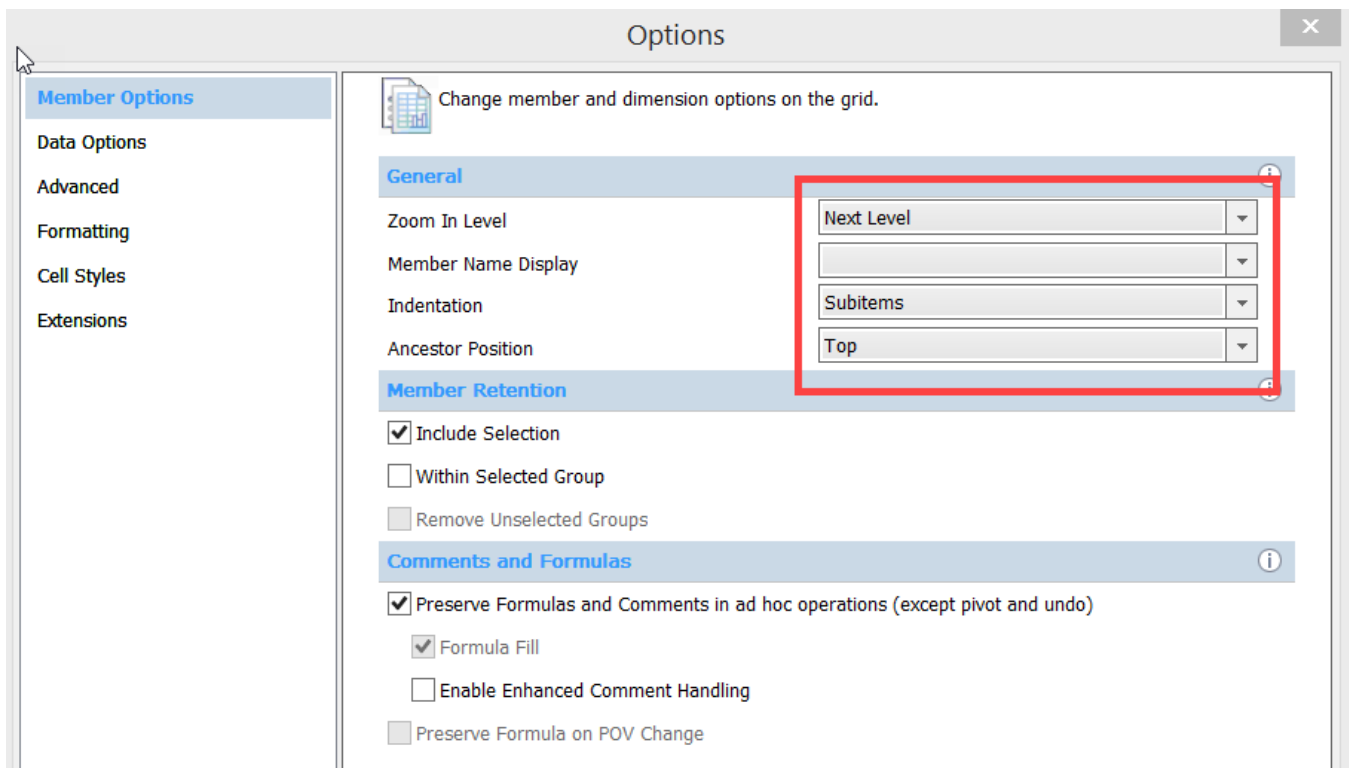 Options
Member Options
Data Options
Advanced
Formatting
Cell Styles
Extensions
Change member and dimension options on the grid.
General
Zoom In Level
Next Level
Member Name Display
Indentation
Subitems
Ancestor Position
Top
Member Retention
Include Selection
Within Selected Group
Remove Unselected Groups
Comments and Formulas
Preserve Formulas and Comments in ad hoc operations (except pivot and undo)
Formula Fill
Enable Enhanced Comment Handling
Preserve Formula on POV Change